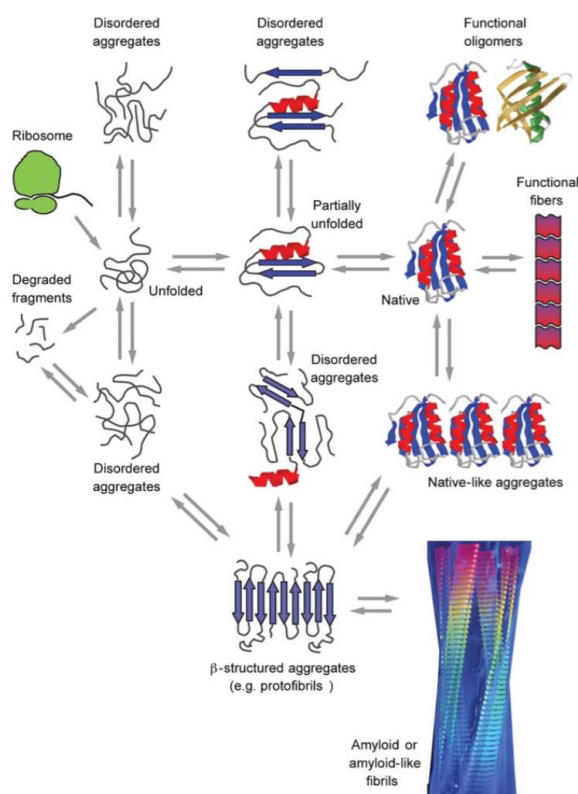 Disordered
aggregates
Disordered
aggregates
Functional
oligomers
Ribosome
Functional
fibers
Partially
unfolded
Degraded
fragments
Unfolded
Native
Disordered
aggregates
Disordered
aggregates
Native-like aggregates
β-structured aggregates
(e.g. protofibrils )
Amyloid or
amyloid-like
fibrils